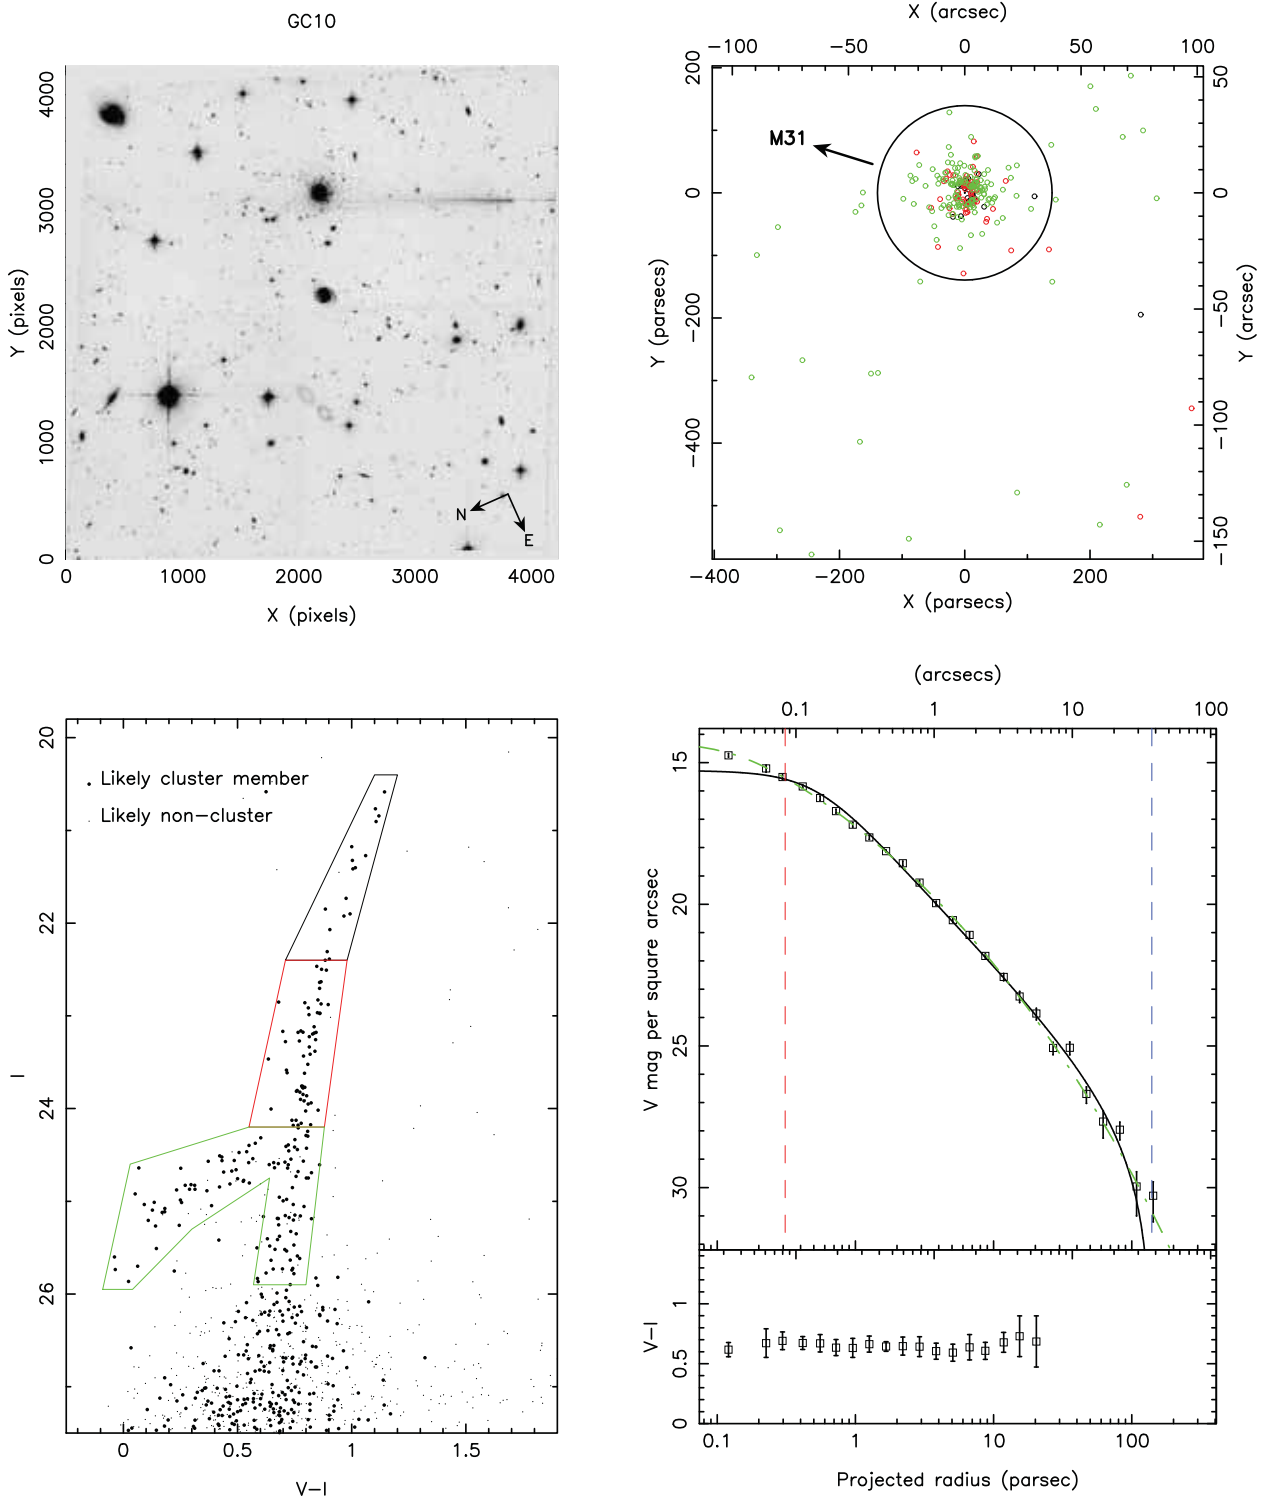 GC10
Y (pixels)
4000
3000
2000
1000
0
N
E
0 1000 2000 3000 4000
X (pixels)
X (arcsec)
−100 −50 0 50 100
Y (parsecs)
200
0
−200
−400
M31
50
0
−50
−100
−150
Y (arcsec)
−400 −200 0 200
X (parsecs)
I
20
22
24
26
Likely cluster member
Likely non−cluster
0 0.5 1 1.5
V−I
(arcsecs)
0.1 1 10 100
V mag per square arcsec
15
20
25
30
V−I
1
0.5
0
0.1 1 10 100
Projected radius (parsec)